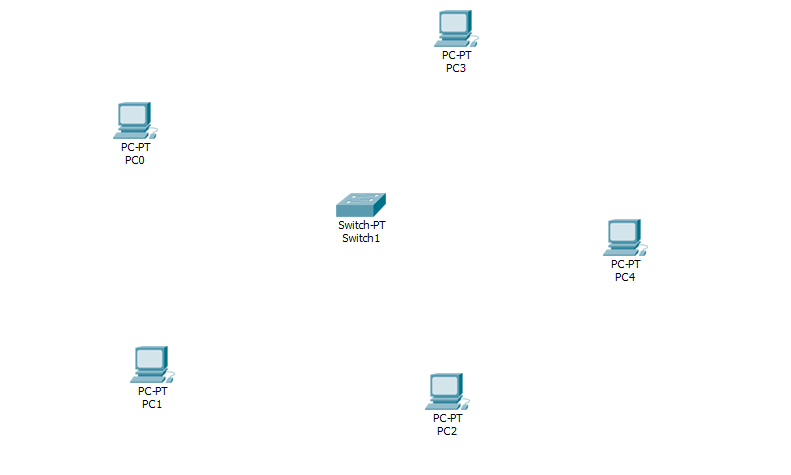 PC-PT
PC3
PC-PT
PC0
Switch-PT
Switch1
PC-PT
PC4
PC-PT
PC1
PC-PT
PC2